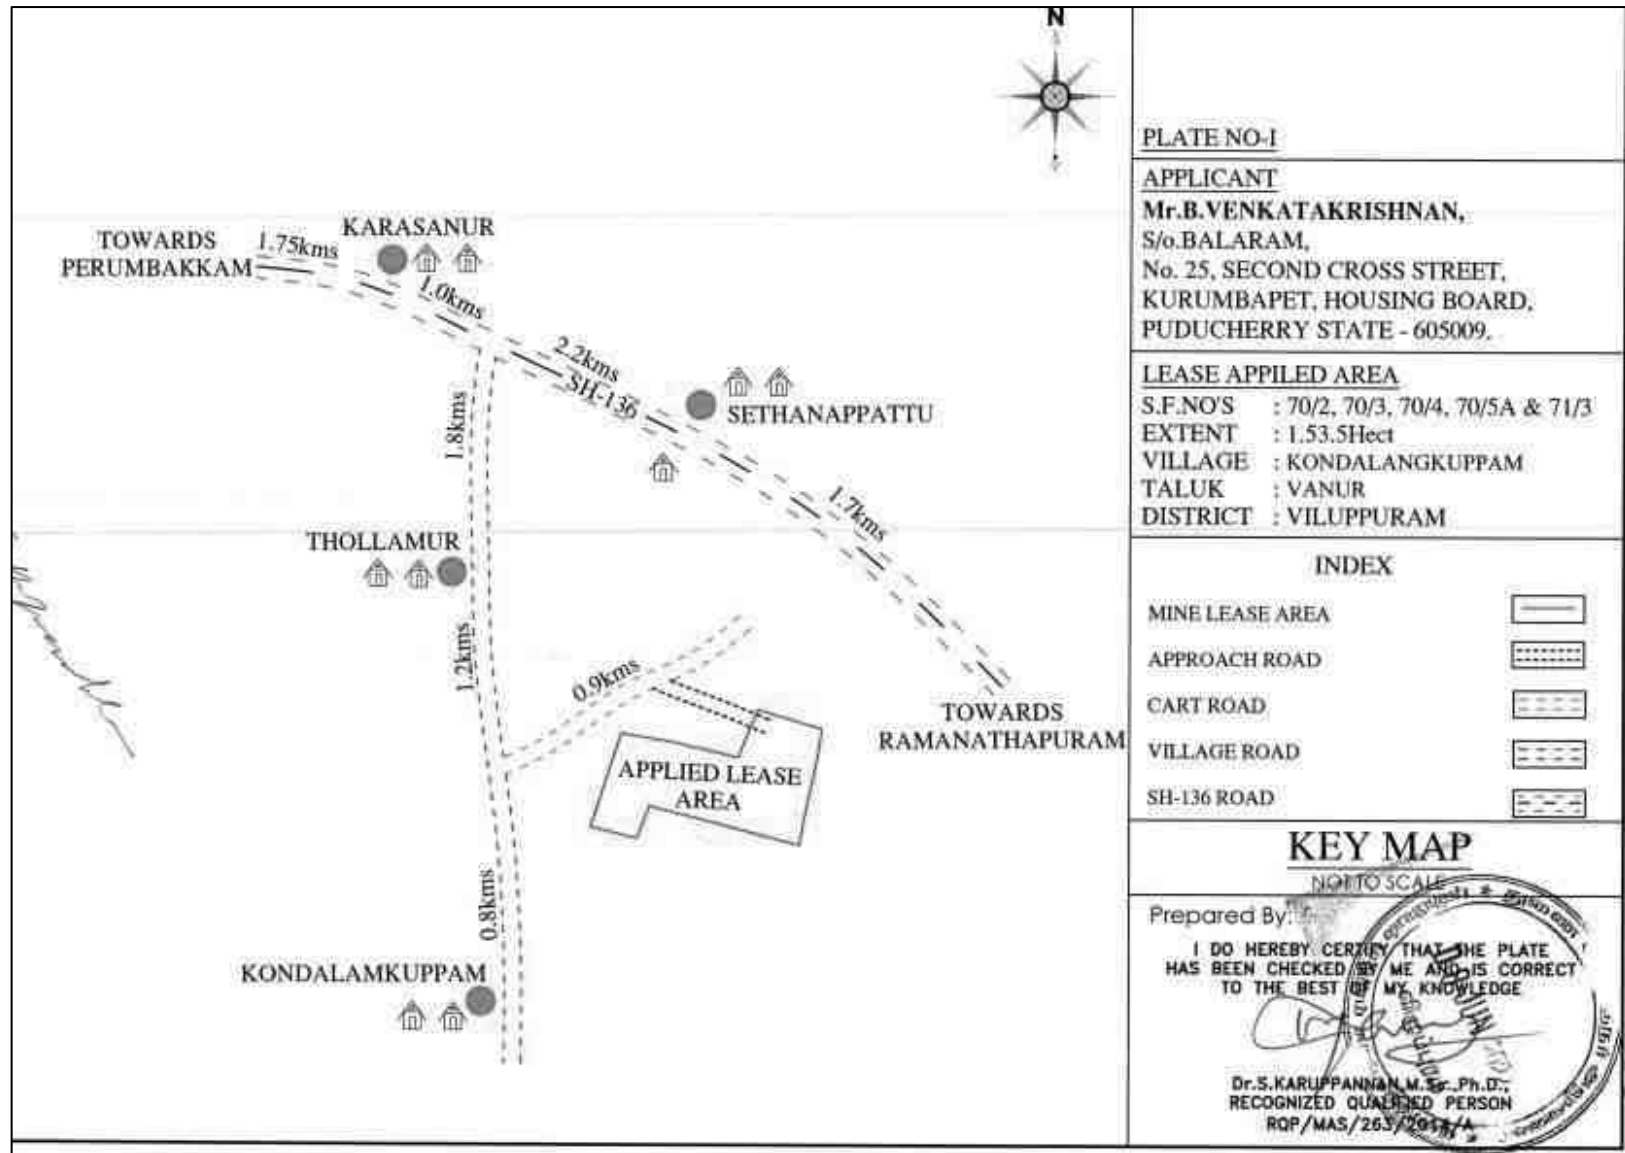 N
KARASANUR
TOWARDS
PERUMBAKKAM
1.75kms
1.0kms
2.2kms
SH-136
SETHANAPPATTU
1.8kms
1.7kms
THOLLAMUR
1.2kms
0.9kms
TOWARDS
RAMANATHAPURAM
APPLIED LEASE
AREA
0.8kms
KONDALAMKUPPAM
PLATE NO-I
APPLICANT
Mr.B.VENKATAKRISHNAN,
S/o.BALARAM,
No. 25, SECOND CROSS STREET,
KURUMBAPET, HOUSING BOARD,
PUDUCHERRY STATE - 605009.
LEASE APPILED AREA
S.F.NO'S : 70/2, 70/3, 70/4, 70/5A & 71/3
EXTENT : 1.53.5Hect
VILLAGE : KONDALANGKUPPAM
TALUK : VANUR
DISTRICT : VILUPPURAM
INDEX
MINE LEASE AREA
APPROACH ROAD
CART ROAD
VILLAGE ROAD
SH-136 ROAD
KEY MAP
NOT TO SCALE
Prepared By:
I DO HEREBY CERTIFY THAT THE PLATE
HAS BEEN CHECKED BY ME AND IS CORRECT
TO THE BEST OF MY KNOWLEDGE
Dr.S.KARUPPANNAN,M.Sc.,Ph.D.,
RECOGNIZED QUALIFIED PERSON
RQP/MAS/263/2014/A